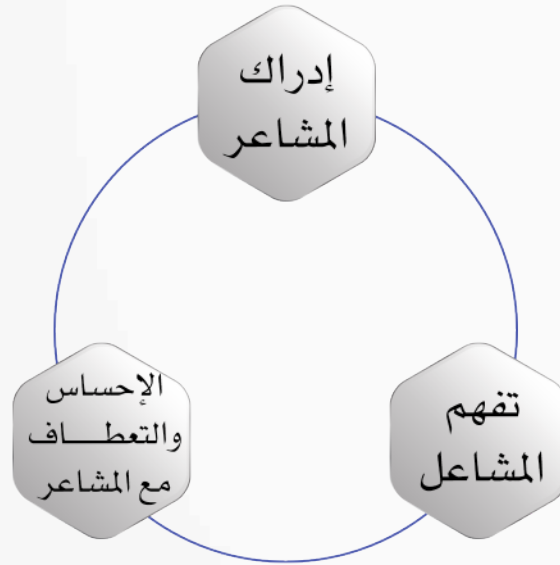 إدراك
المشاعر
تفهم
المشاعل
الإحساس
والتعطـــاف
مع المشاعر